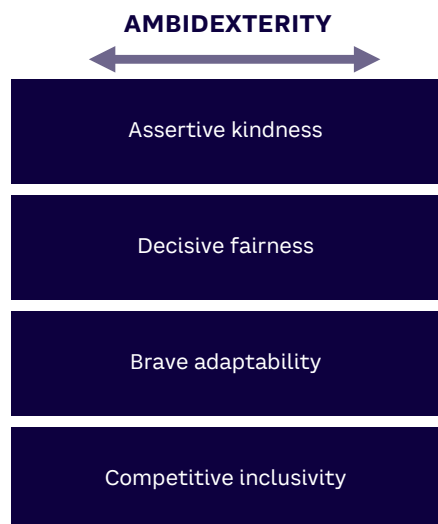 AMBIDEXTERITY
Assertive kindness
Decisive fairness
Brave adaptability
Competitive inclusivity